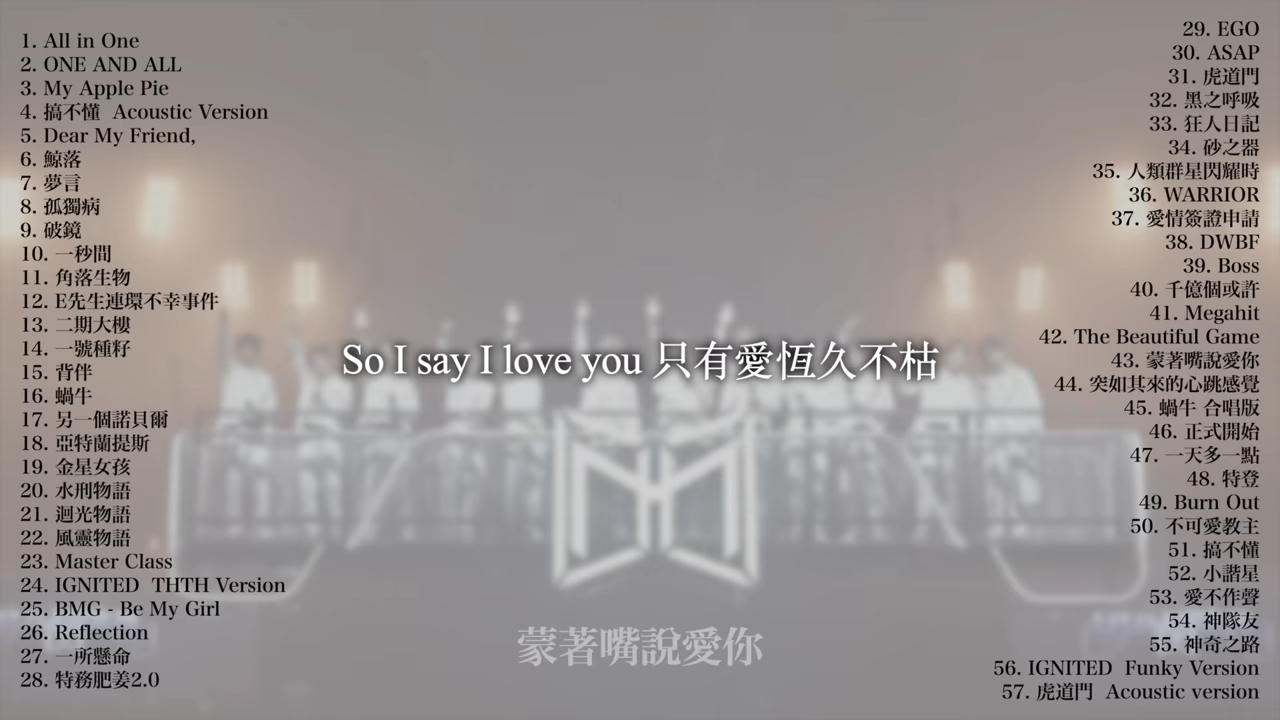 1. All in One
2. ONE AND ALL
3. My Apple Pie
4. 搞不懂 Acoustic Version
5. Dear My Friend,
6. 鯨落
7. 夢言
8. 孤獨病
9. 破鏡
10. 一秒間
11. 角落生物
12. E先生連環不幸事件
13. 二期大樓
14. 一號種籽
15. 背伴
16. 蝸牛
17. 另一個諾貝爾
18. 亞特蘭提斯
19. 金星女孩
20. 水刑物語
21. 迴光物語
22. 風靈物語
23. Master Class
24. IGNITED THTH Version
25. BMG - Be My Girl
26. Reflection
27. 一所懸命
28. 特務肥姜2.0
So I say I love you 只有愛恆久不枯
蒙著嘴說愛你
29. EGO
30. ASAP
31. 虎道門
32. 黑之呼吸
33. 狂人日記
34. 砂之器
35. 人類群星閃耀時
36. WARRIOR
37. 愛情簽證申請
38. DWBF
39. Boss
40. 千億個或許
41. Megahit
42. The Beautiful Game
43. 蒙著嘴說愛你
44. 突如其來的心跳感覺
45. 蝸牛 合唱版
46. 正式開始
47. 一天多一點
48. 特登
49. Burn Out
50. 不可愛教主
51. 搞不懂
52. 小諧星
53. 愛不作聲
54. 神隊友
55. 神奇之路
56. IGNITED Funky Version
57. 虎道門 Acoustic version